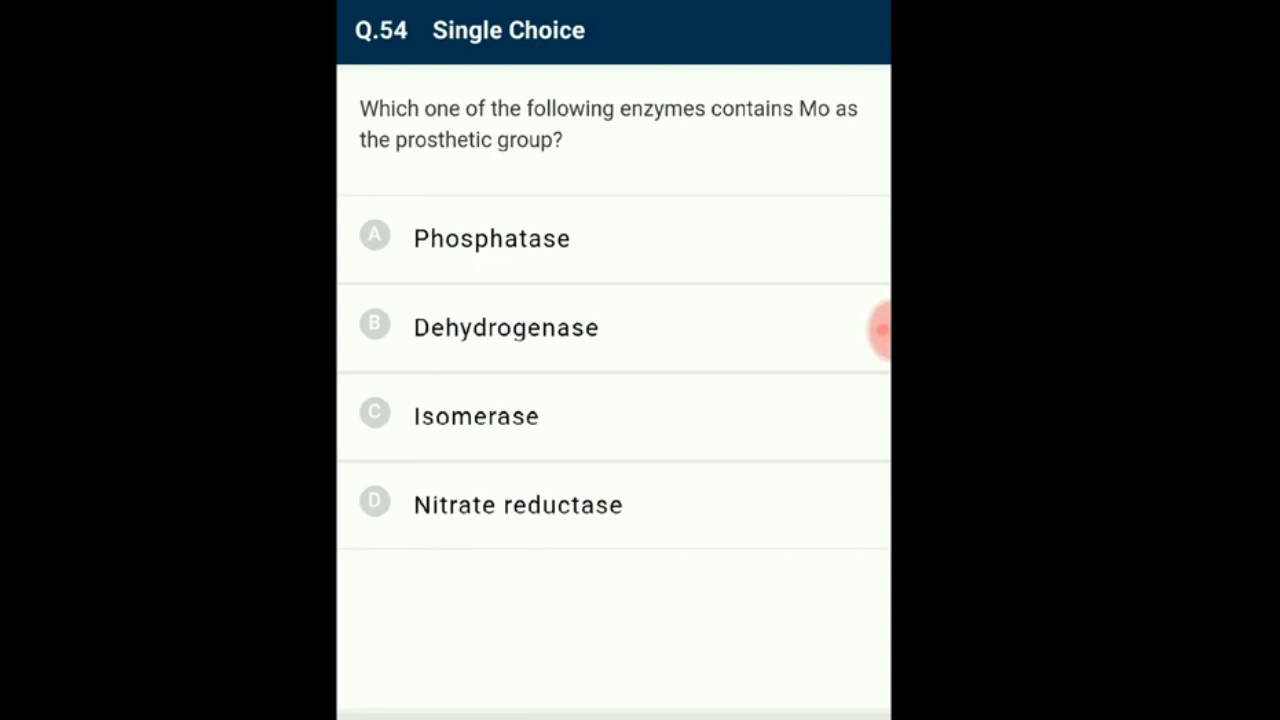 Q.54 Single Choice
Which one of the following enzymes contains Mo as
the prosthetic group?
A Phosphatase
B Dehydrogenase
C Isomerase
D Nitrate reductase